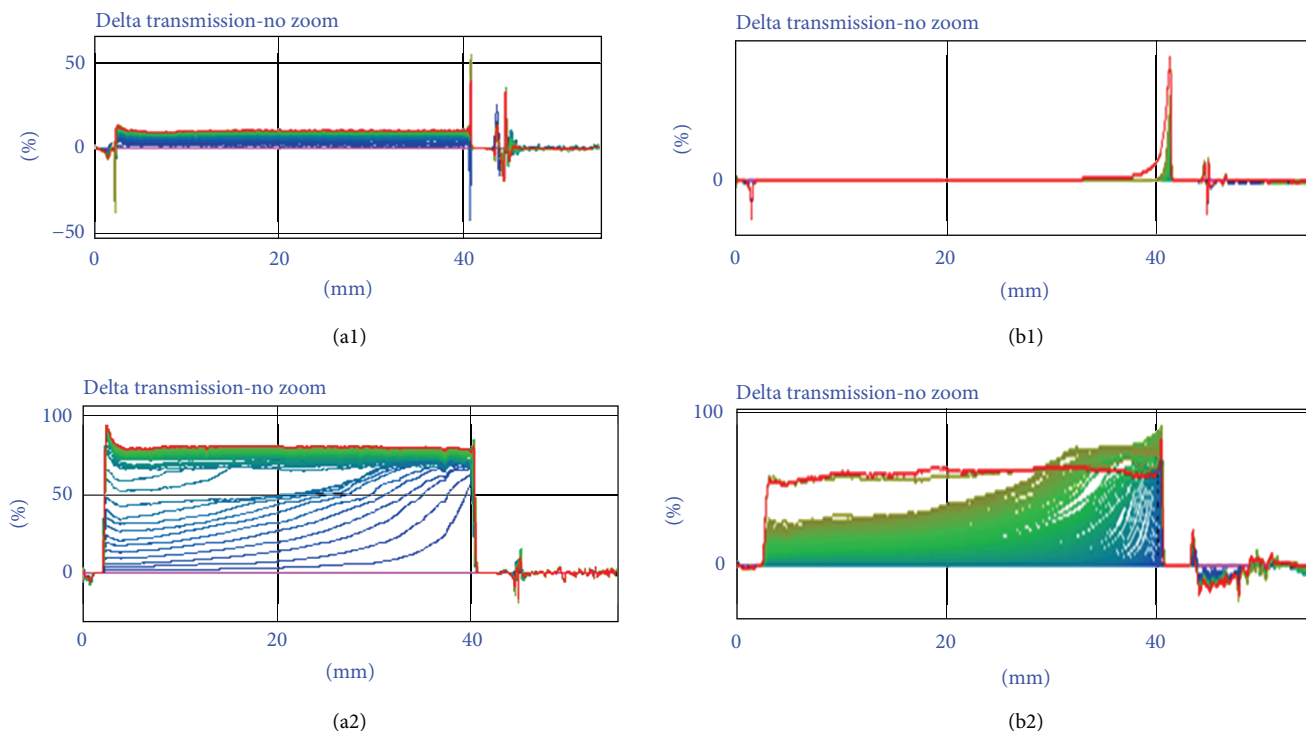 Delta transmission-no zoom
50
0
−50
(%)
0 20 40
(mm)
(a1)
Delta transmission-no zoom
0
(%)
0 20 40
(mm)
(b1)
Delta transmission-no zoom
100
50
0
(%)
0 20 40
(mm)
(a2)
Delta transmission-no zoom
100
0
(%)
0 20 40
(mm)
(b2)